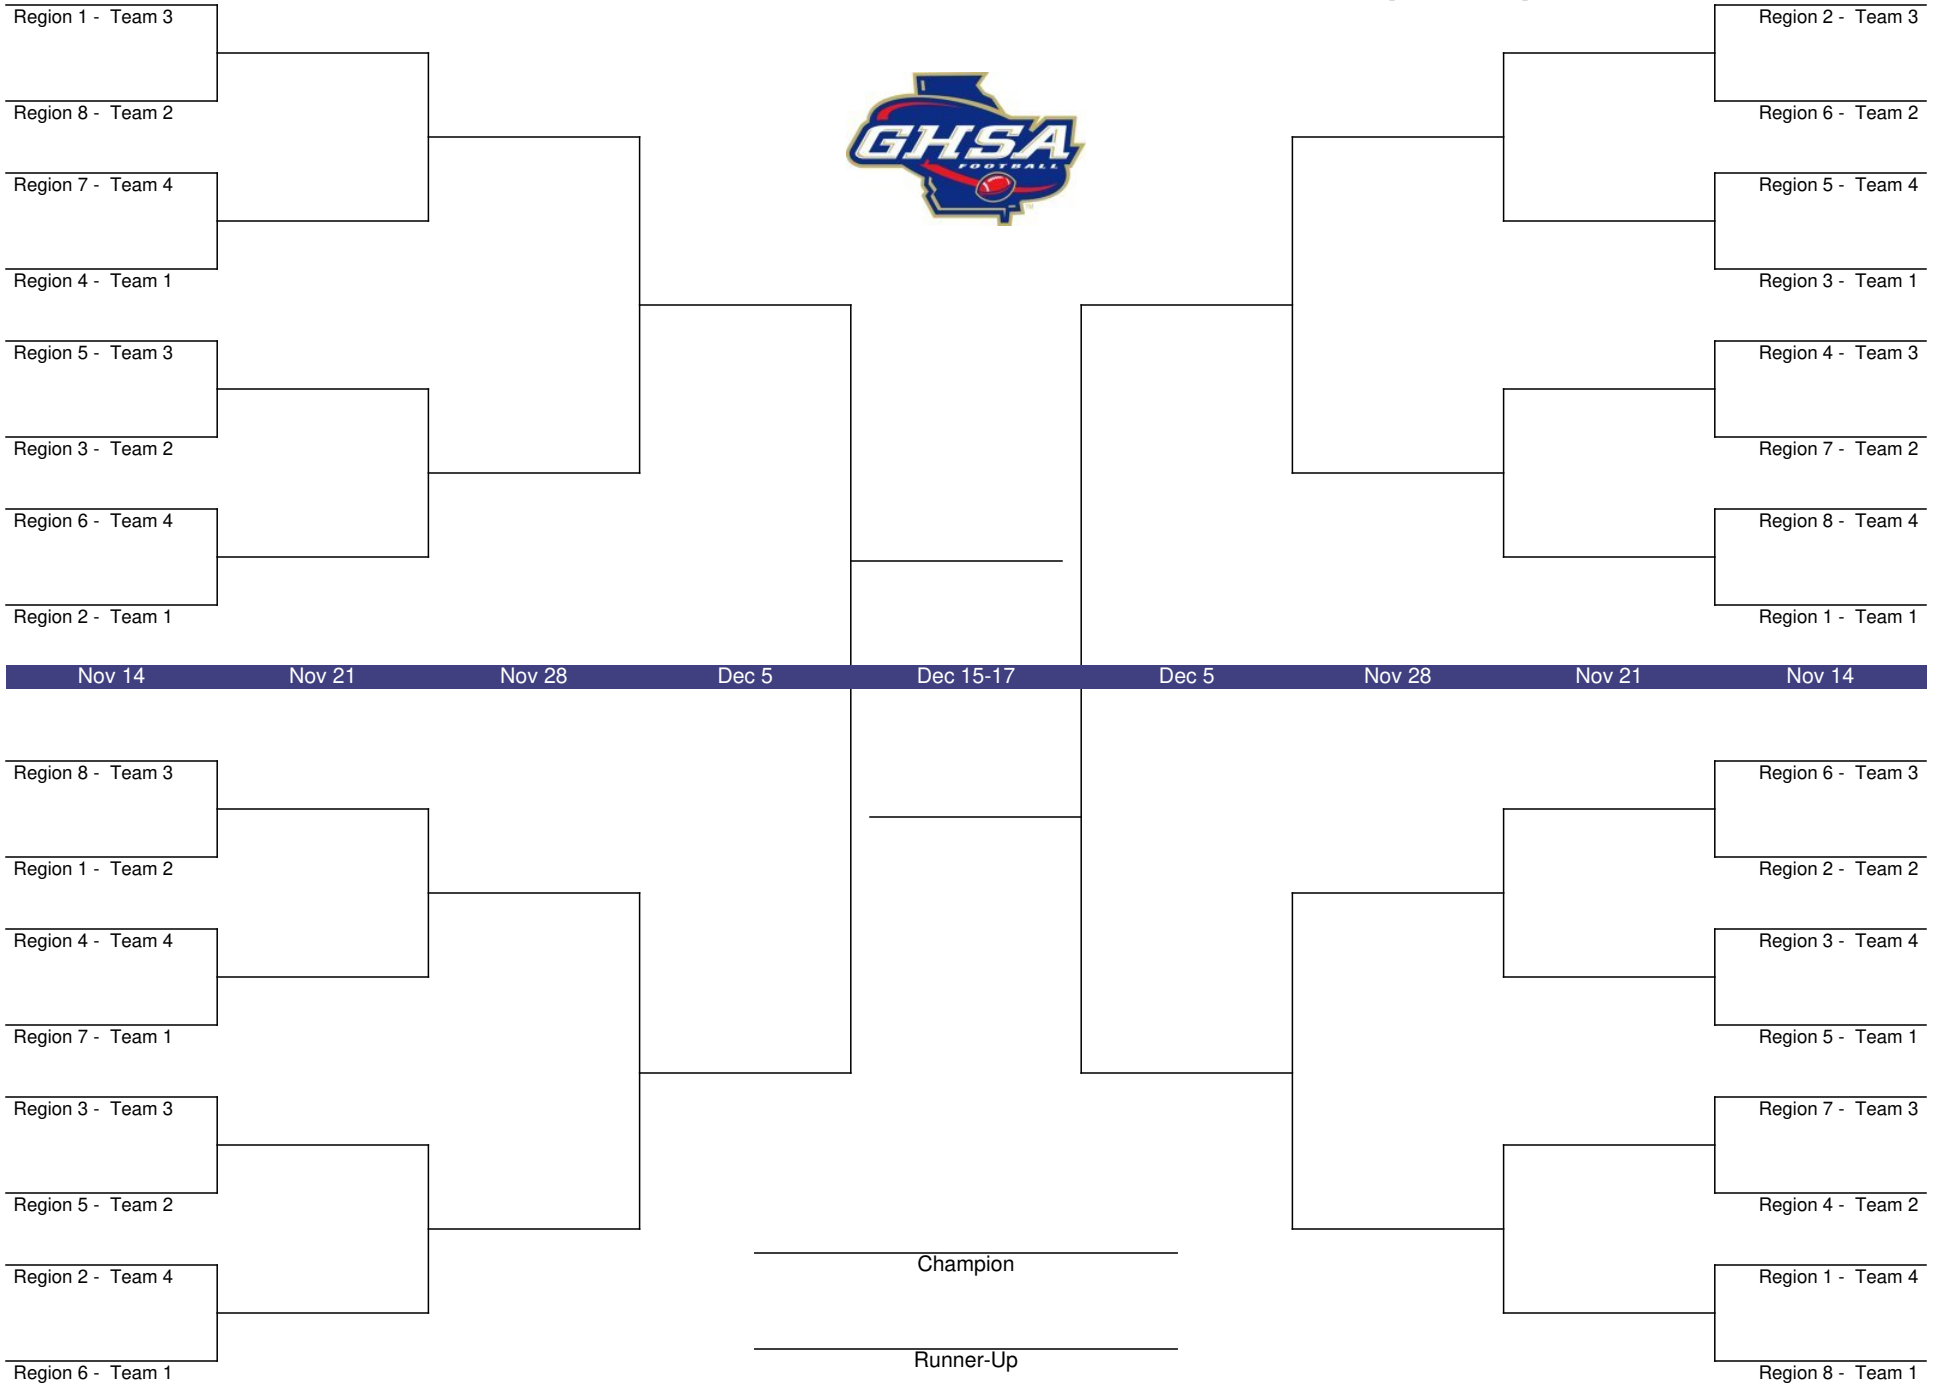 Region 1 - Team 3
Region 8 - Team 2
Region 7 - Team 4
Region 4 - Team 1
Region 5 - Team 3
Region 3 - Team 2
Region 6 - Team 4
Region 2 - Team 1
GHSA
FOOTBALL
TM
Region 2 - Team 3
Region 6 - Team 2
Region 5 - Team 4
Region 3 - Team 1
Region 4 - Team 3
Region 7 - Team 2
Region 8 - Team 4
Region 1 - Team 1
Nov 14 Nov 21 Nov 28 Dec 5 Dec 15-17 Dec 5 Nov 28 Nov 21 Nov 14
Region 8 - Team 3
Region 1 - Team 2
Region 4 - Team 4
Region 7 - Team 1
Region 3 - Team 3
Region 5 - Team 2
Region 2 - Team 4
Region 6 - Team 1
Champion
Runner-Up
Region 6 - Team 3
Region 2 - Team 2
Region 3 - Team 4
Region 5 - Team 1
Region 7 - Team 3
Region 4 - Team 2
Region 1 - Team 4
Region 8 - Team 1